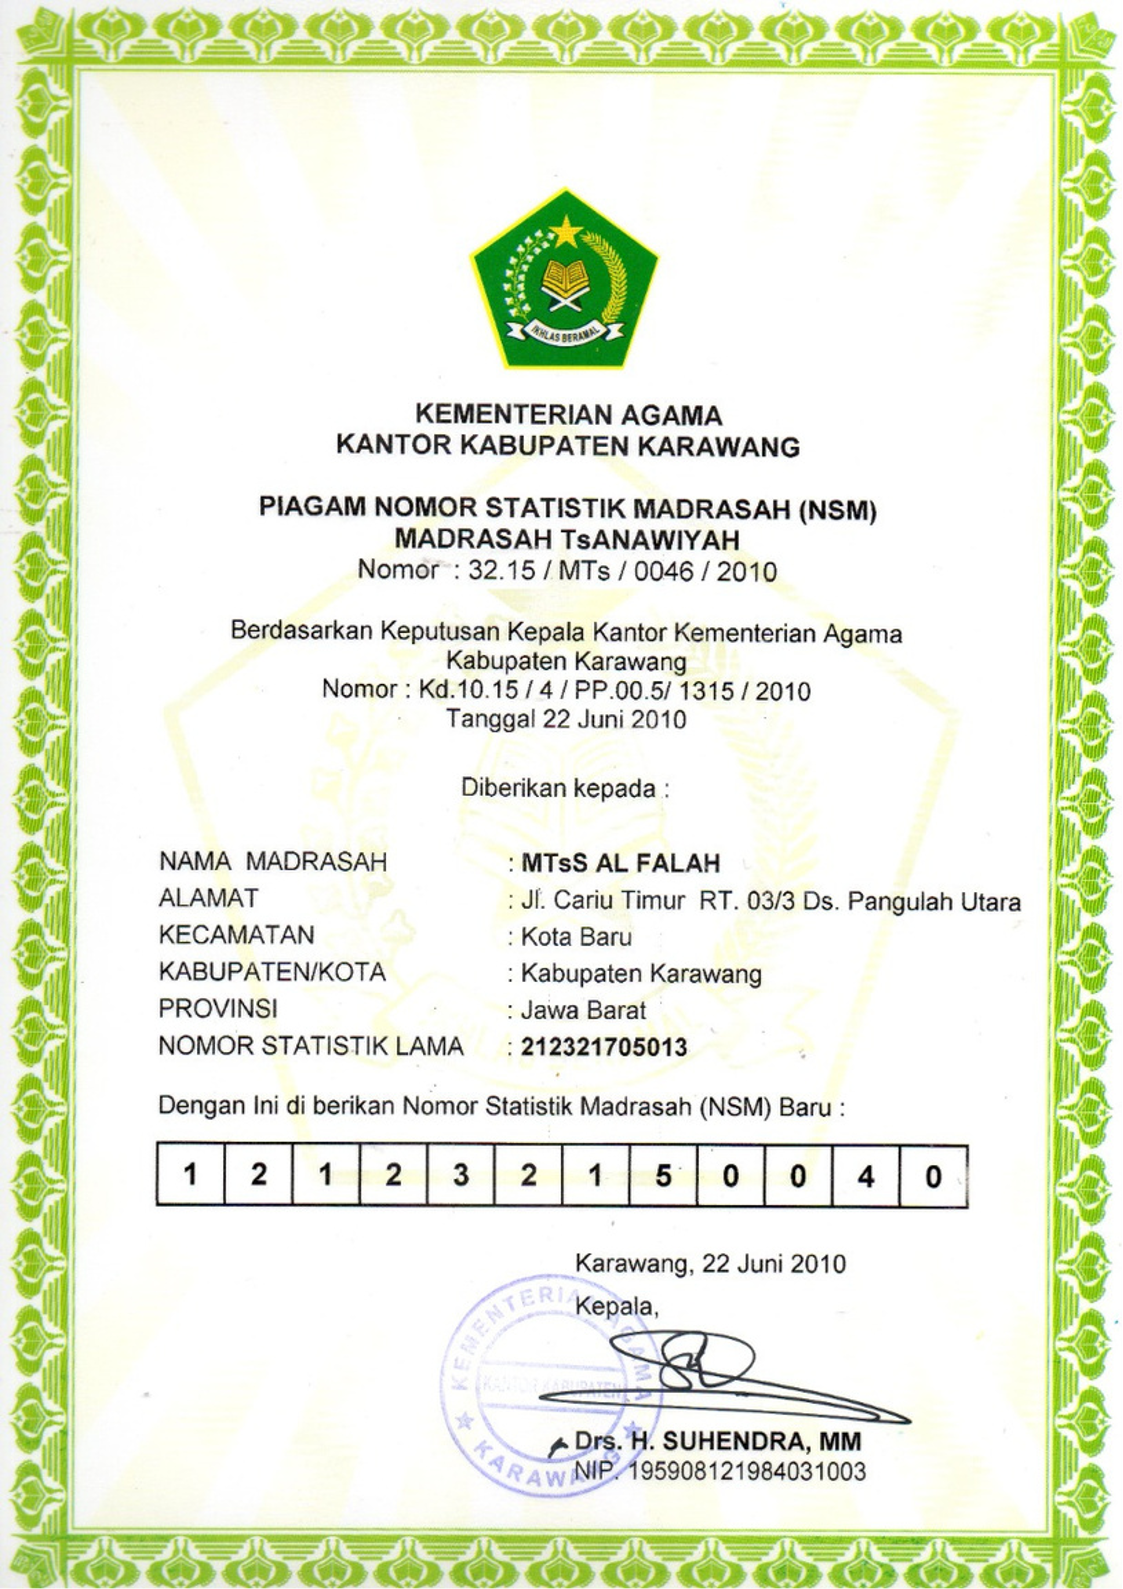 IKHLAS BERAMAL
KEMENTERIAN AGAMA
KANTOR KABUPATEN KARAWANG
PIAGAM NOMOR STATISTIK MADRASAH (NSM)
MADRASAH TsANAWIYAH
Nomor : 32.15 / MTs / 0046 / 2010
Berdasarkan Keputusan Kepala Kantor Kementerian Agama
Kabupaten Karawang
Nomor : Kd.10.15 / 4 / PP.00.5/ 1315 / 2010
Tanggal 22 Juni 2010
Diberikan kepada :
NAMA MADRASAH : MTsS AL FALAH
ALAMAT : Jl. Cariu Timur RT. 03/3 Ds. Pangulah Utara
KECAMATAN : Kota Baru
KABUPATEN/KOTA : Kabupaten Karawang
PROVINSI : Jawa Barat
NOMOR STATISTIK LAMA : 212321705013
Dengan Ini di berikan Nomor Statistik Madrasah (NSM) Baru :
1 2 1 2 3 2 1 5 0 0 4 0
Karawang, 22 Juni 2010
Kepala,
KEMENTERIAN AGAMA
KANTOR KABUPATEN
KARAWANG
Drs. H. SUHENDRA, MM
NIP. 195908121984031003